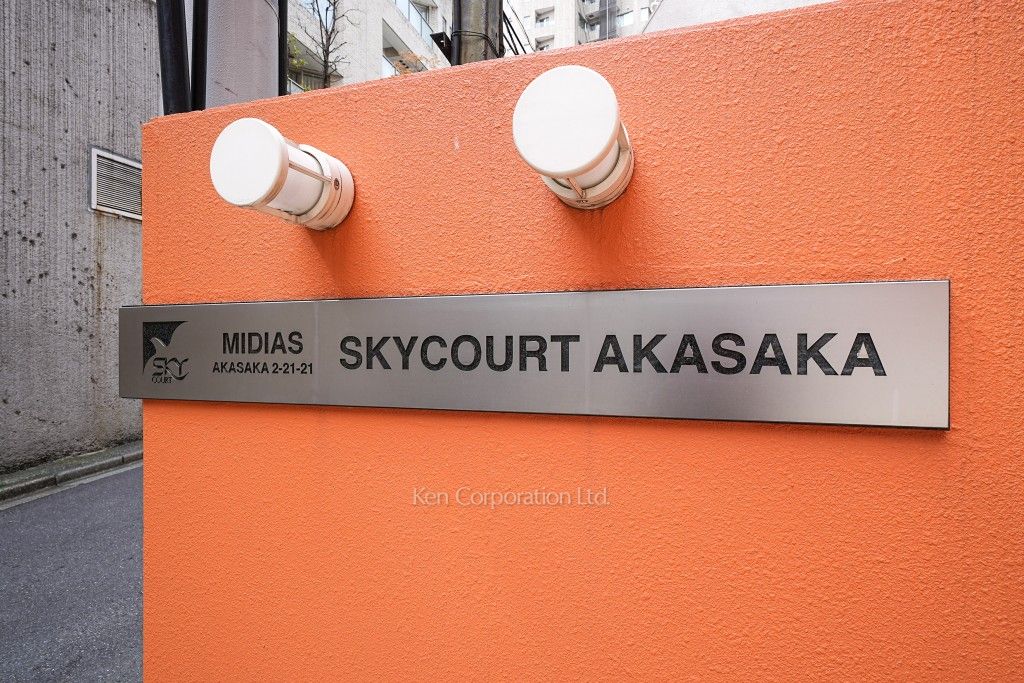 SKY
COURT
MIDIAS
AKASAKA 2-21-21
SKYCOURT AKASAKA
Ken Corporation Ltd.